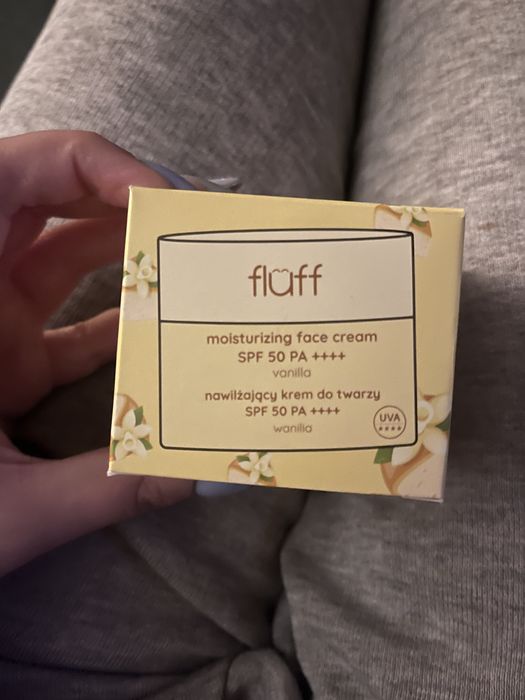 fluff
moisturizing face cream
SPF 50 PA ++++
vanilla
nawilżający krem do twarzy
SPF 50 PA ++++
wanilia
UVA
★★★★